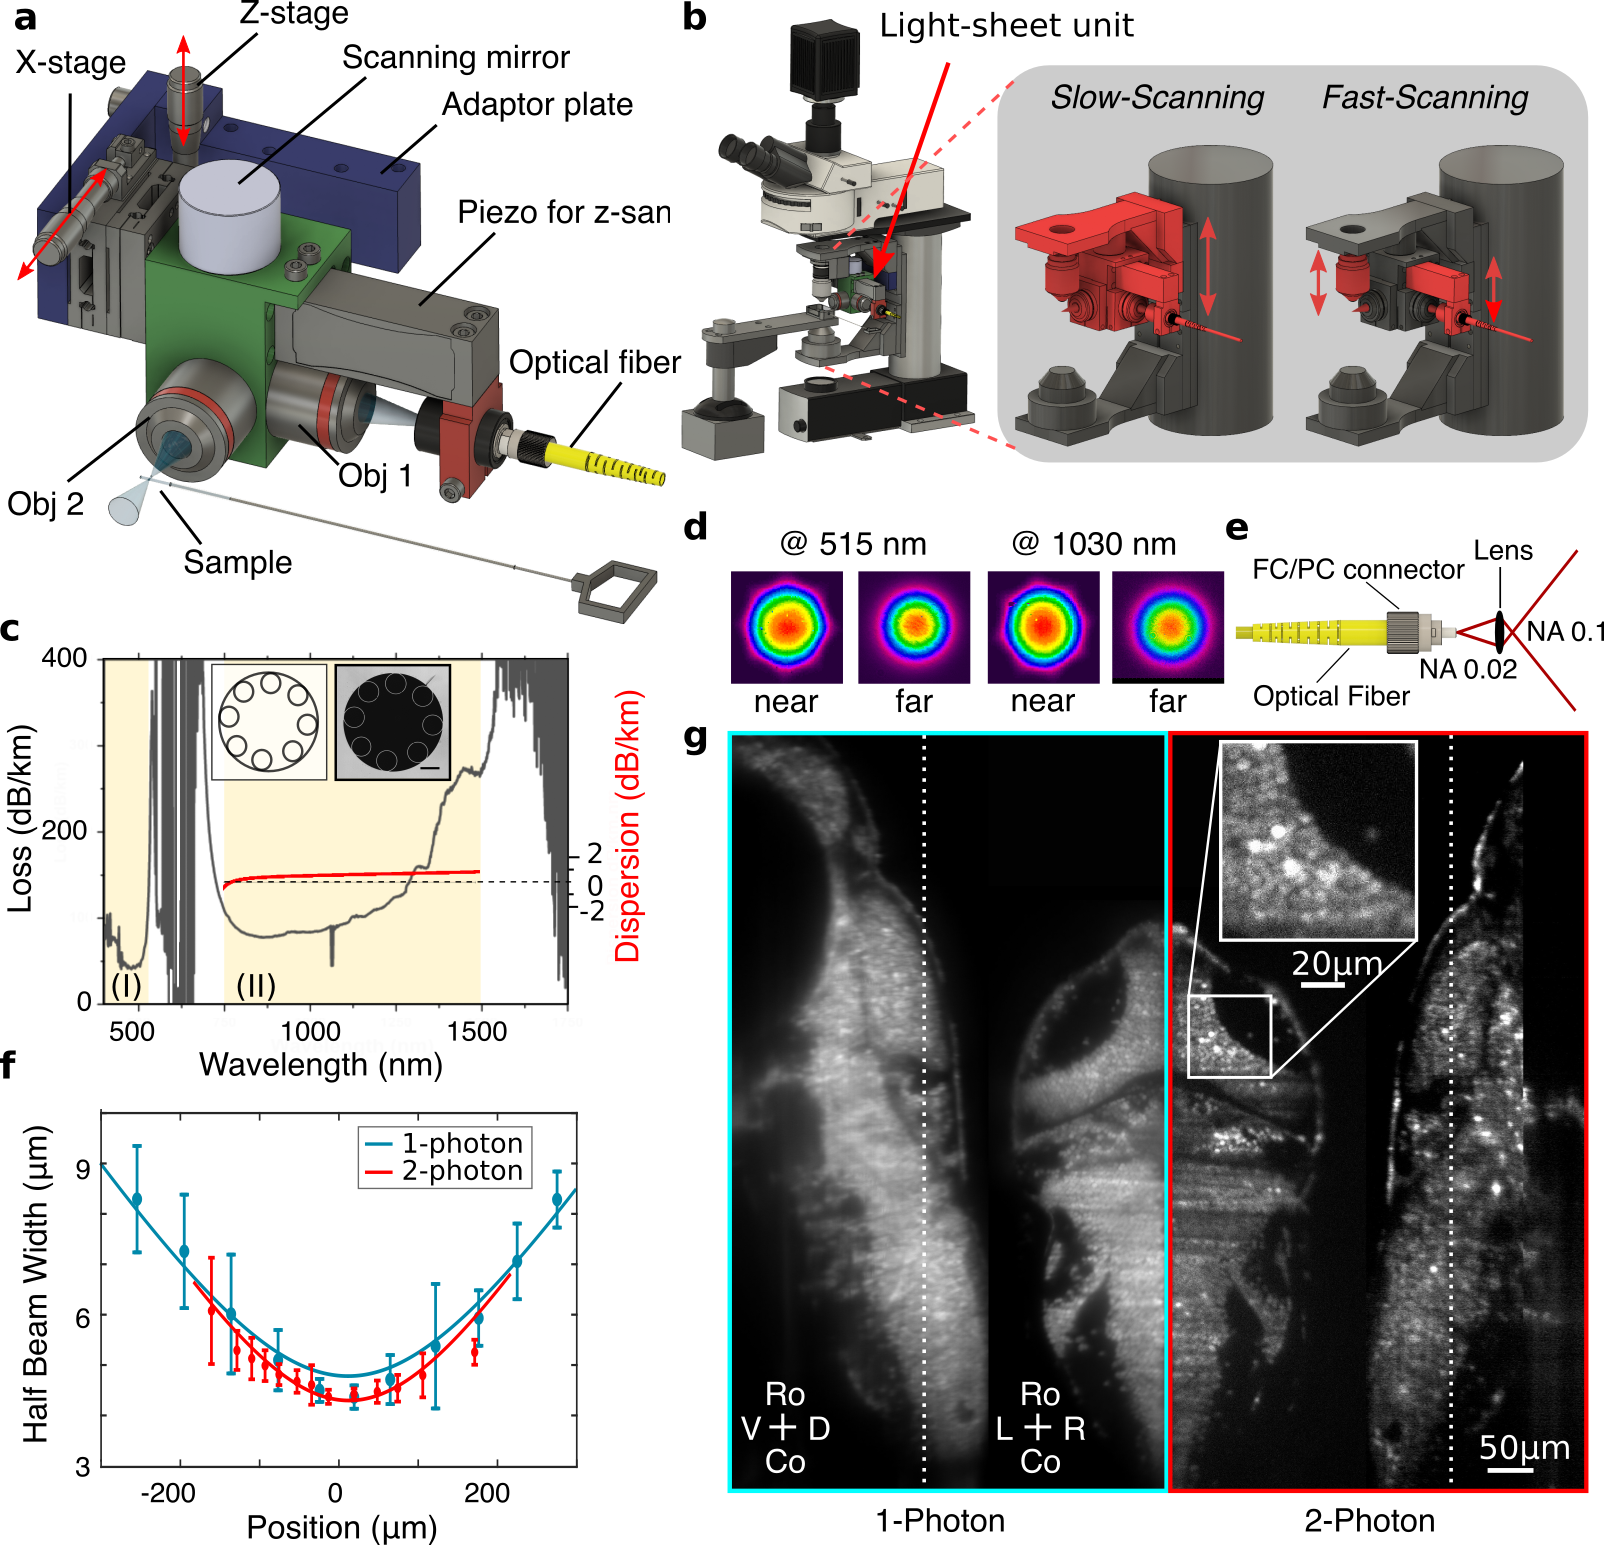 a
Z-stage
X-stage
Scanning mirror
Adaptor plate
Piezo for z-san
Optical fiber
Obj 1
Obj 2
Sample
b
Light-sheet unit
Slow-Scanning
Fast-Scanning
c
400
200
0
Loss (dB/km)
2
0
-2
Dispersion (dB/km)
(I)
(II)
500
1000
1500
Wavelength (nm)
d
@ 515 nm
@ 1030 nm
near
far
near
far
e
Lens
FC/PC connector
NA 0.1
NA 0.02
Optical Fiber
f
1-photon
2-photon
9
6
3
Half Beam Width (µm)
-200
0
200
Position (µm)
g
20µm
Ro
V D
Co
Ro
L R
Co
50µm
1-Photon
2-Photon